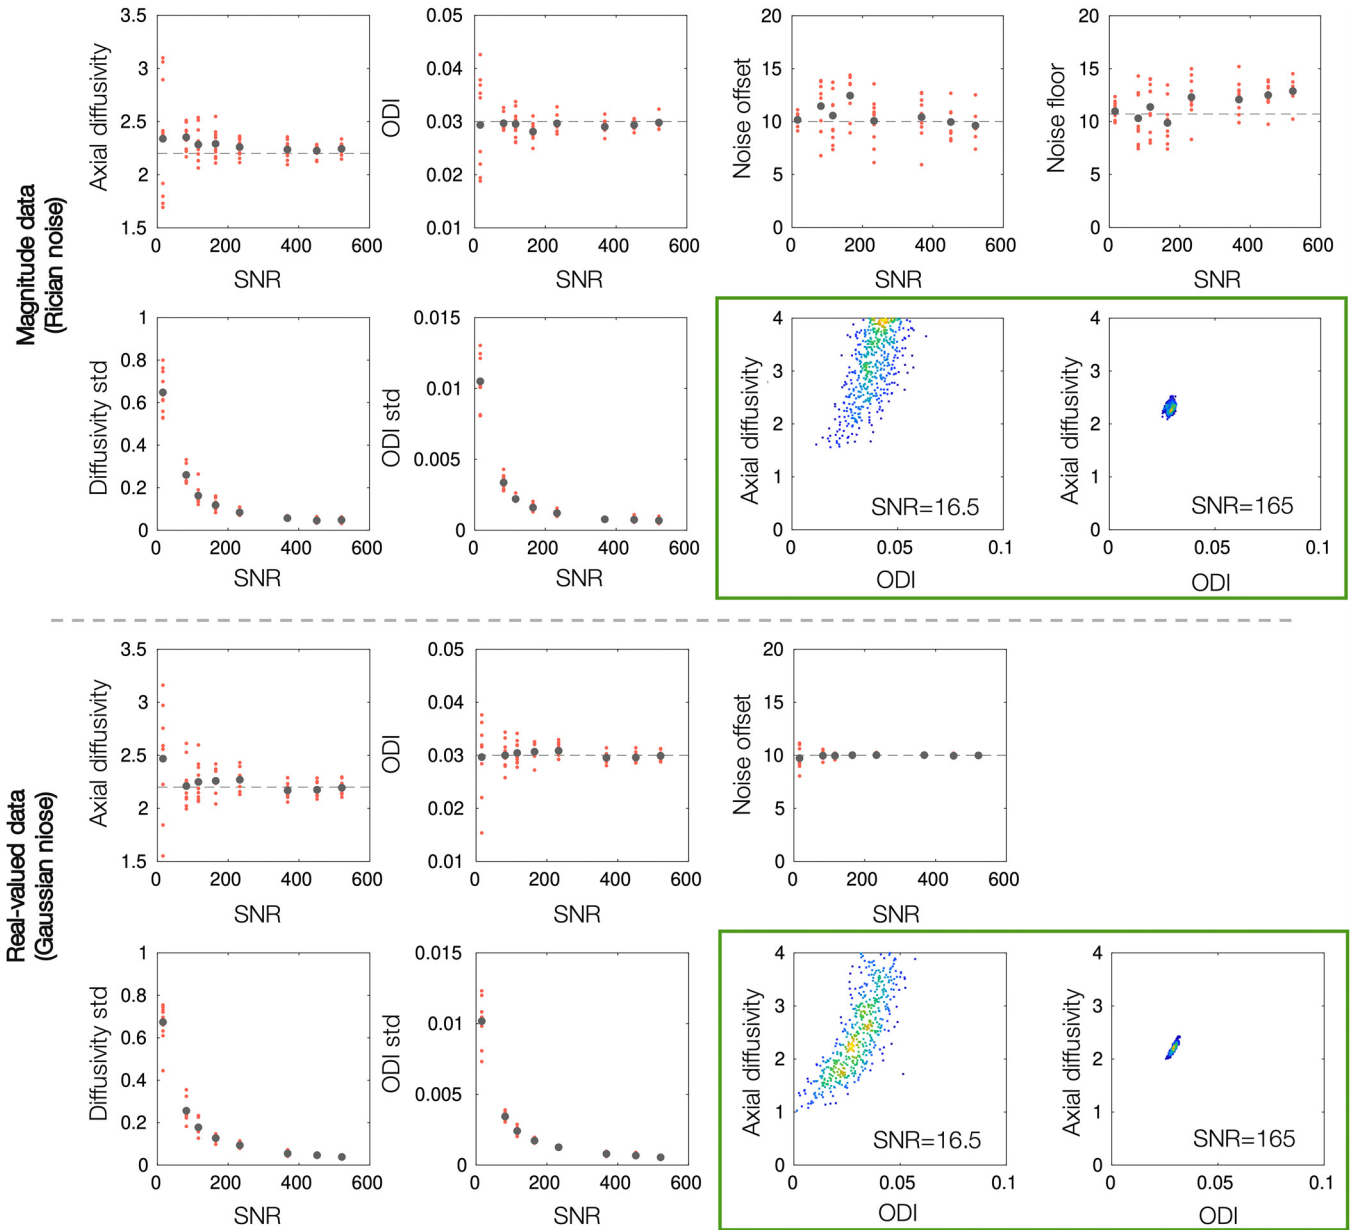 Magnitude data
(Rician noise)
Axial diffusivity
3.5
3
2.5
2
1.5
0 200 400 600
SNR
ODI
0.05
0.04
0.03
0.02
0.01
0 200 400 600
SNR
Noise offset
20
15
10
5
0
0 200 400 600
SNR
Noise floor
20
15
10
5
0
0 200 400 600
SNR
Diffusivity std
1
0.8
0.6
0.4
0.2
0
0 200 400 600
SNR
ODI std
0.015
0.010
0.005
0
0 200 400 600
SNR
Axial diffusivity
4
3
2
1
0
SNR=16.5
0 0.05 0.1
ODI
Axial diffusivity
4
3
2
1
0
SNR=165
0 0.05 0.1
ODI
Real-valued data
(Gaussian niose)
Axial diffusivity
3.5
3
2.5
2
1.5
0 200 400 600
SNR
ODI
0.05
0.04
0.03
0.02
0.01
0 200 400 600
SNR
Noise offset
20
15
10
5
0
0 200 400 600
SNR
Diffusivity std
1
0.8
0.6
0.4
0.2
0
0 200 400 600
SNR
ODI std
0.015
0.010
0.005
0
0 200 400 600
SNR
Axial diffusivity
4
3
2
1
0
SNR=16.5
0 0.05 0.1
ODI
Axial diffusivity
4
3
2
1
0
SNR=165
0 0.05 0.1
ODI